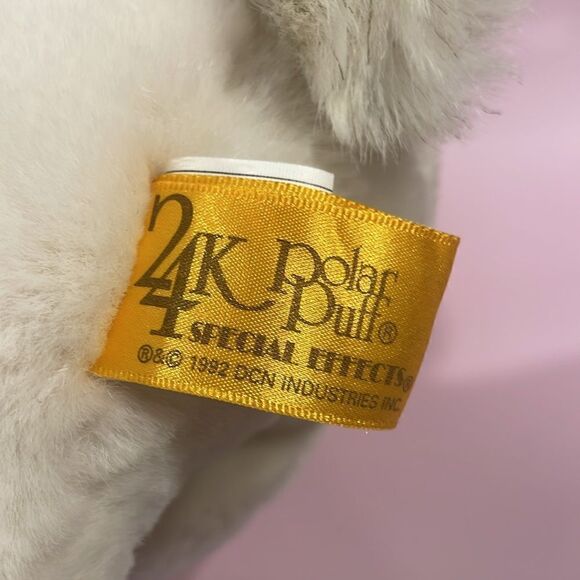 24K Polar Puff®
SPECIAL EFFECTS®
®&© 1992 DCN INDUSTRIES INC.